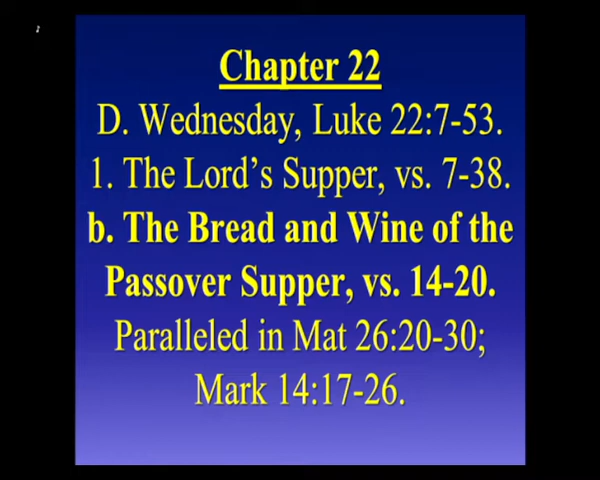 Chapter 22
D. Wednesday, Luke 22:7-53.
1. The Lord's Supper, vs. 7-38.
b. The Bread and Wine of the
Passover Supper, vs. 14-20.
Paralleled in Mat 26:20-30;
Mark 14:17-26.